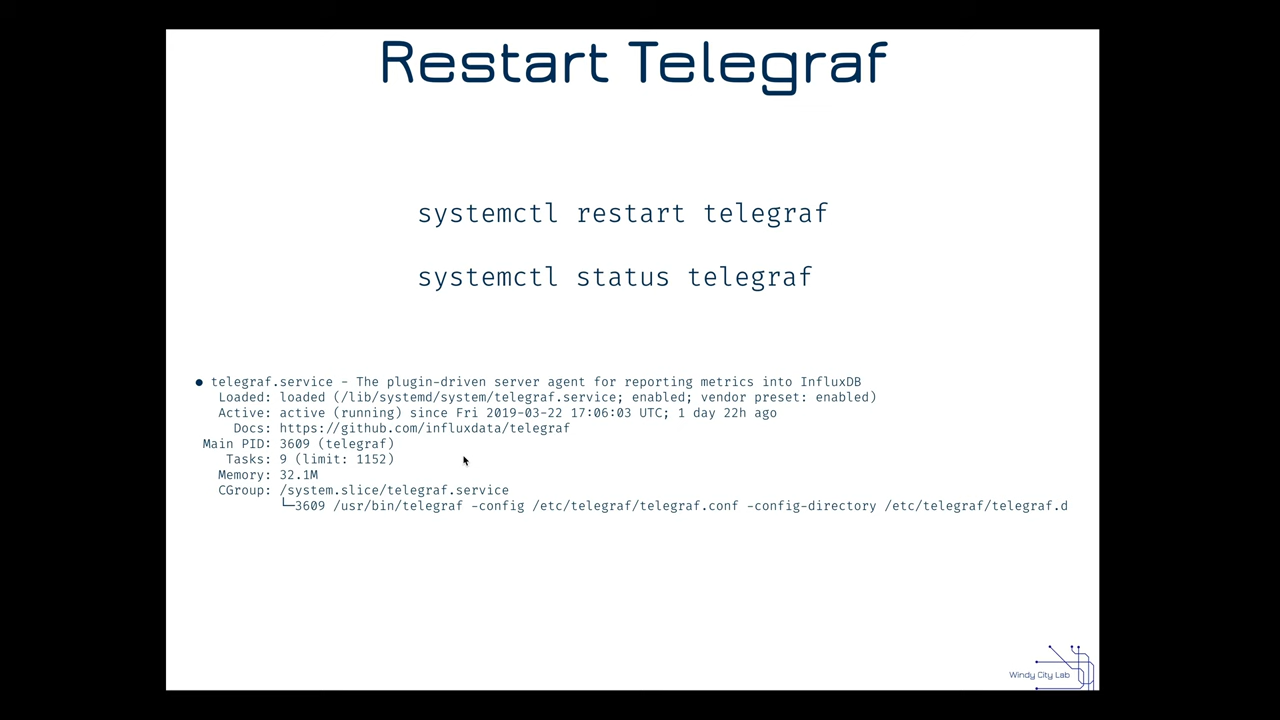 Restart Telegraf
systemctl restart telegraf
systemctl status telegraf
● telegraf.service - The plugin-driven server agent for reporting metrics into InfluxDB
Loaded: loaded (/lib/systemd/system/telegraf.service; enabled; vendor preset: enabled)
Active: active (running) since Fri 2019-03-22 17:06:03 UTC; 1 day 22h ago
Docs: https://github.com/influxdata/telegraf
Main PID: 3609 (telegraf)
Tasks: 9 (limit: 1152)
Memory: 32.1M
CGroup: /system.slice/telegraf.service
└─3609 /usr/bin/telegraf -config /etc/telegraf/telegraf.conf -config-directory /etc/telegraf/telegraf.d
Windy City Lab